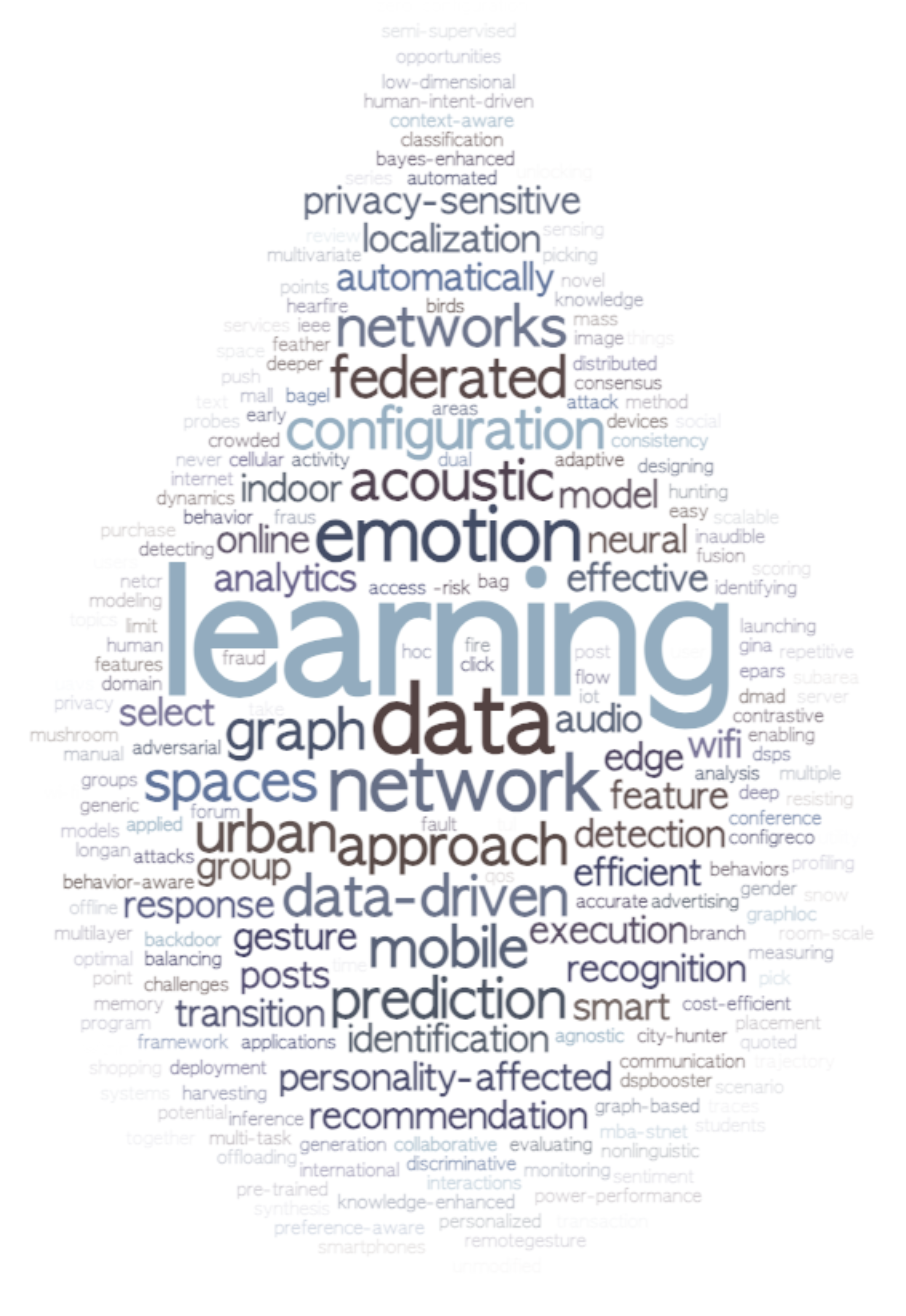 semi-supervised
opportunities
low-dimensional
human-intent-driven
context-aware
classification
bayes-enhanced
series automated unlocking
privacy-sensitive
review localization sensing
multivariate picking
points automatically novel
hearfire birds knowledge
services ieee networks mass
feather image things
space deeper federated distributed
push consensus
text mall bagel areas attack method
probes early configuration devices social
crowded consistency
never cellular activity dual adaptive designing
internet indoor acoustic model hunting
dynamics easy
behavior fraus scalable
purchase online emotion neural inaudible
detecting fusion
users scoring
netcr analytics access -risk bag effective identifying
modeling
topics limit learning launching
human hoc fire post gina repetitive
features fraud click epars subarea
domain flow
privacy select take iot dmad server
graph data audio contrastive
mushroom wifi enabling
manual adversarial edge dsps
groups spaces network analysis multiple
generic feature deep resisting
forum conference
models applied urban fault detection configreco
longan attacks approach
behavior-aware group qos efficient behaviors profiling
gender
offline response data-driven accurate advertising snow
graphloc
multilayer backdoor gesture mobile execution branch room-scale
optimal balancing measuring
point challenges posts time recognition pick
memory transition prediction smart cost-efficient
program placement
framework applications identification agnostic city-hunter quoted
shopping deployment personality-affected communication trajectory
dspbooster
systems harvesting scenario
potential inference recommendation graph-based traces
mba-stnet students
together multi-task generation collaborative evaluating nonlinguistic
offloading international discriminative monitoring sentiment
interactions
pre-trained knowledge-enhanced power-performance
synthesis
preference-aware personalized transaction
smartphones remotegesture
unmodified